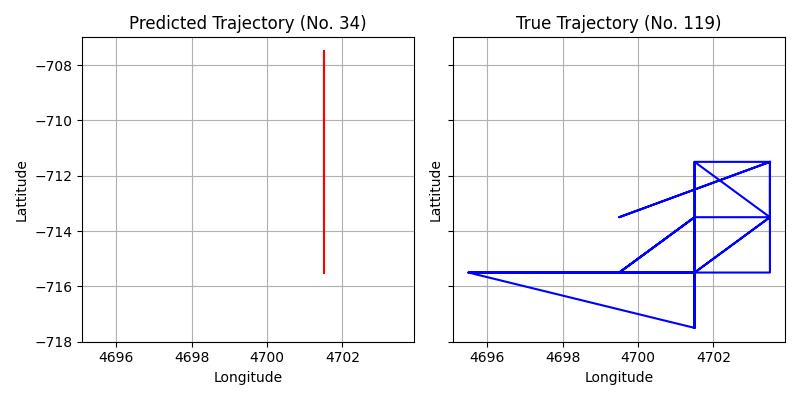 Predicted Trajectory (No. 34)
True Trajectory (No. 119)
−708
−710
−712
−714
−716
−718
Lattitude
Lattitude
4696
4698
4700
4702
4696
4698
4700
4702
Longitude
Longitude